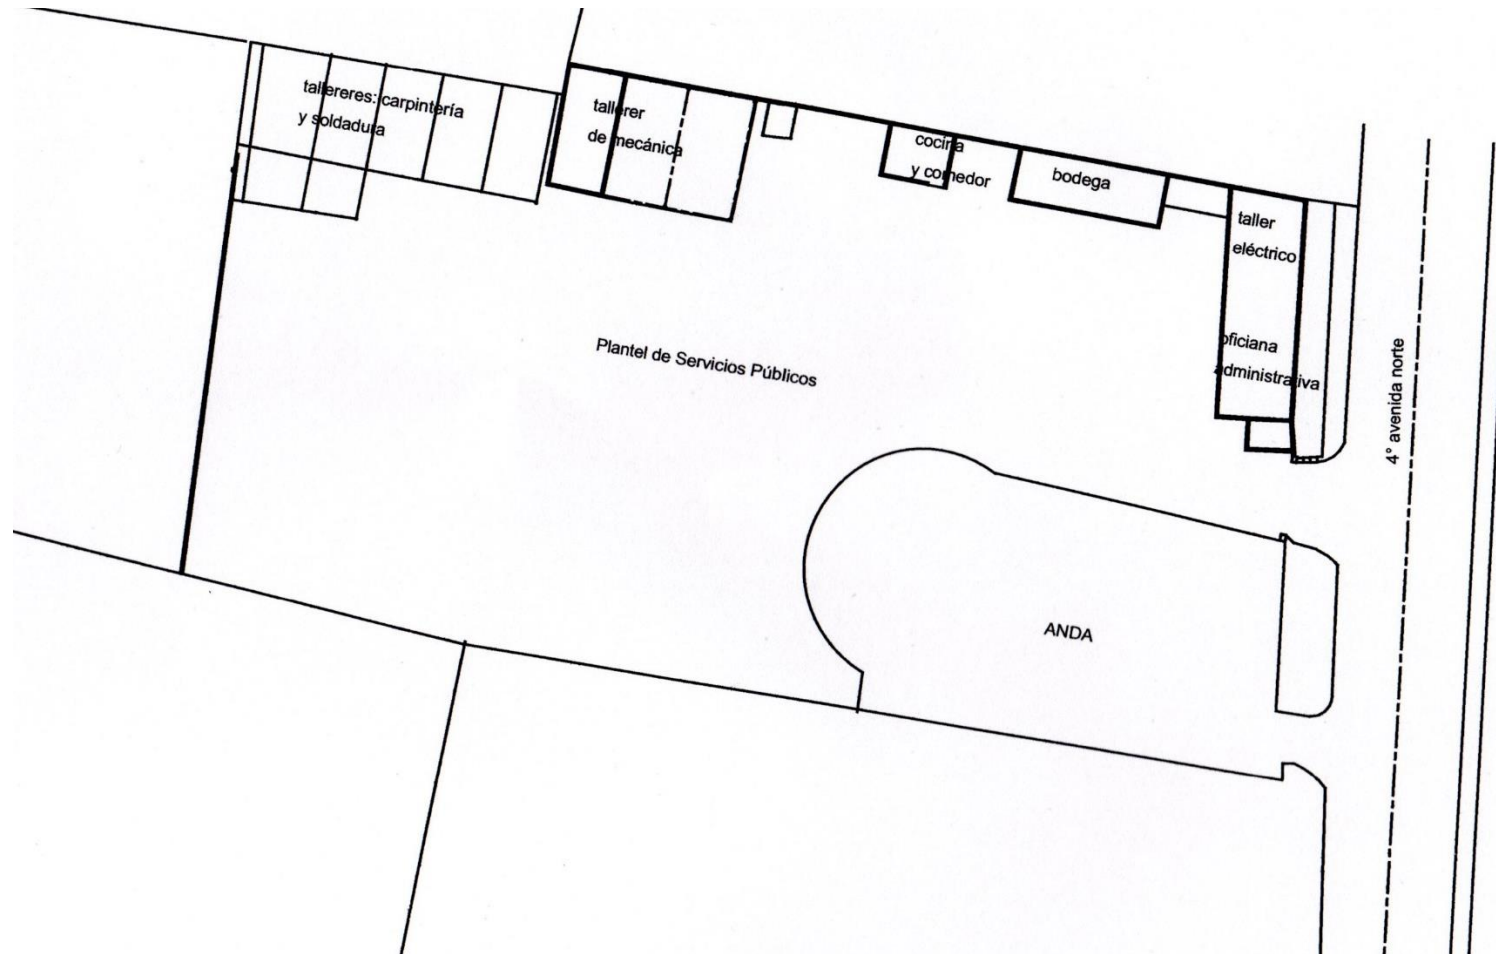 tallereres: carpintería
y soldadura
tallerer
de mecánica
cocina
y comedor
bodega
taller
eléctrico
oficiana
administrativa
Plantel de Servicios Públicos
4° avenida norte
ANDA